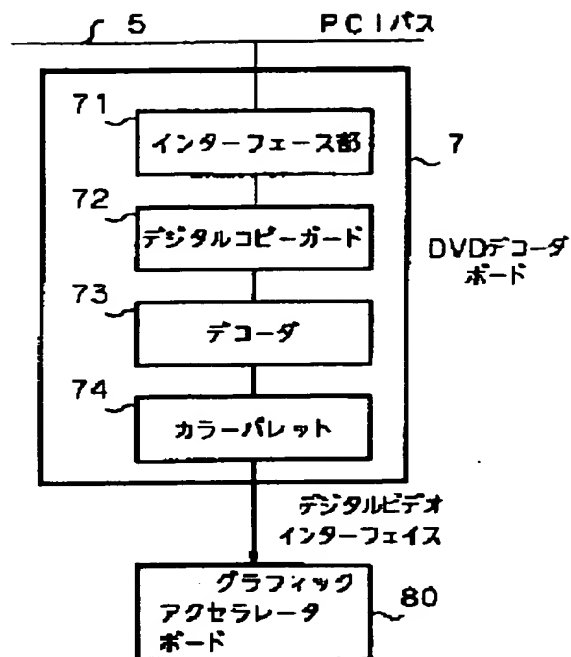 5 PCIバス
71
インターフェース部
7
72
デジタルコピーガード
DVDデコーダ
ボード
73
デコーダ
74
カラーパレット
デジタルビデオ
インターフェイス
グラフィック
アクセラレータ
ボード
80